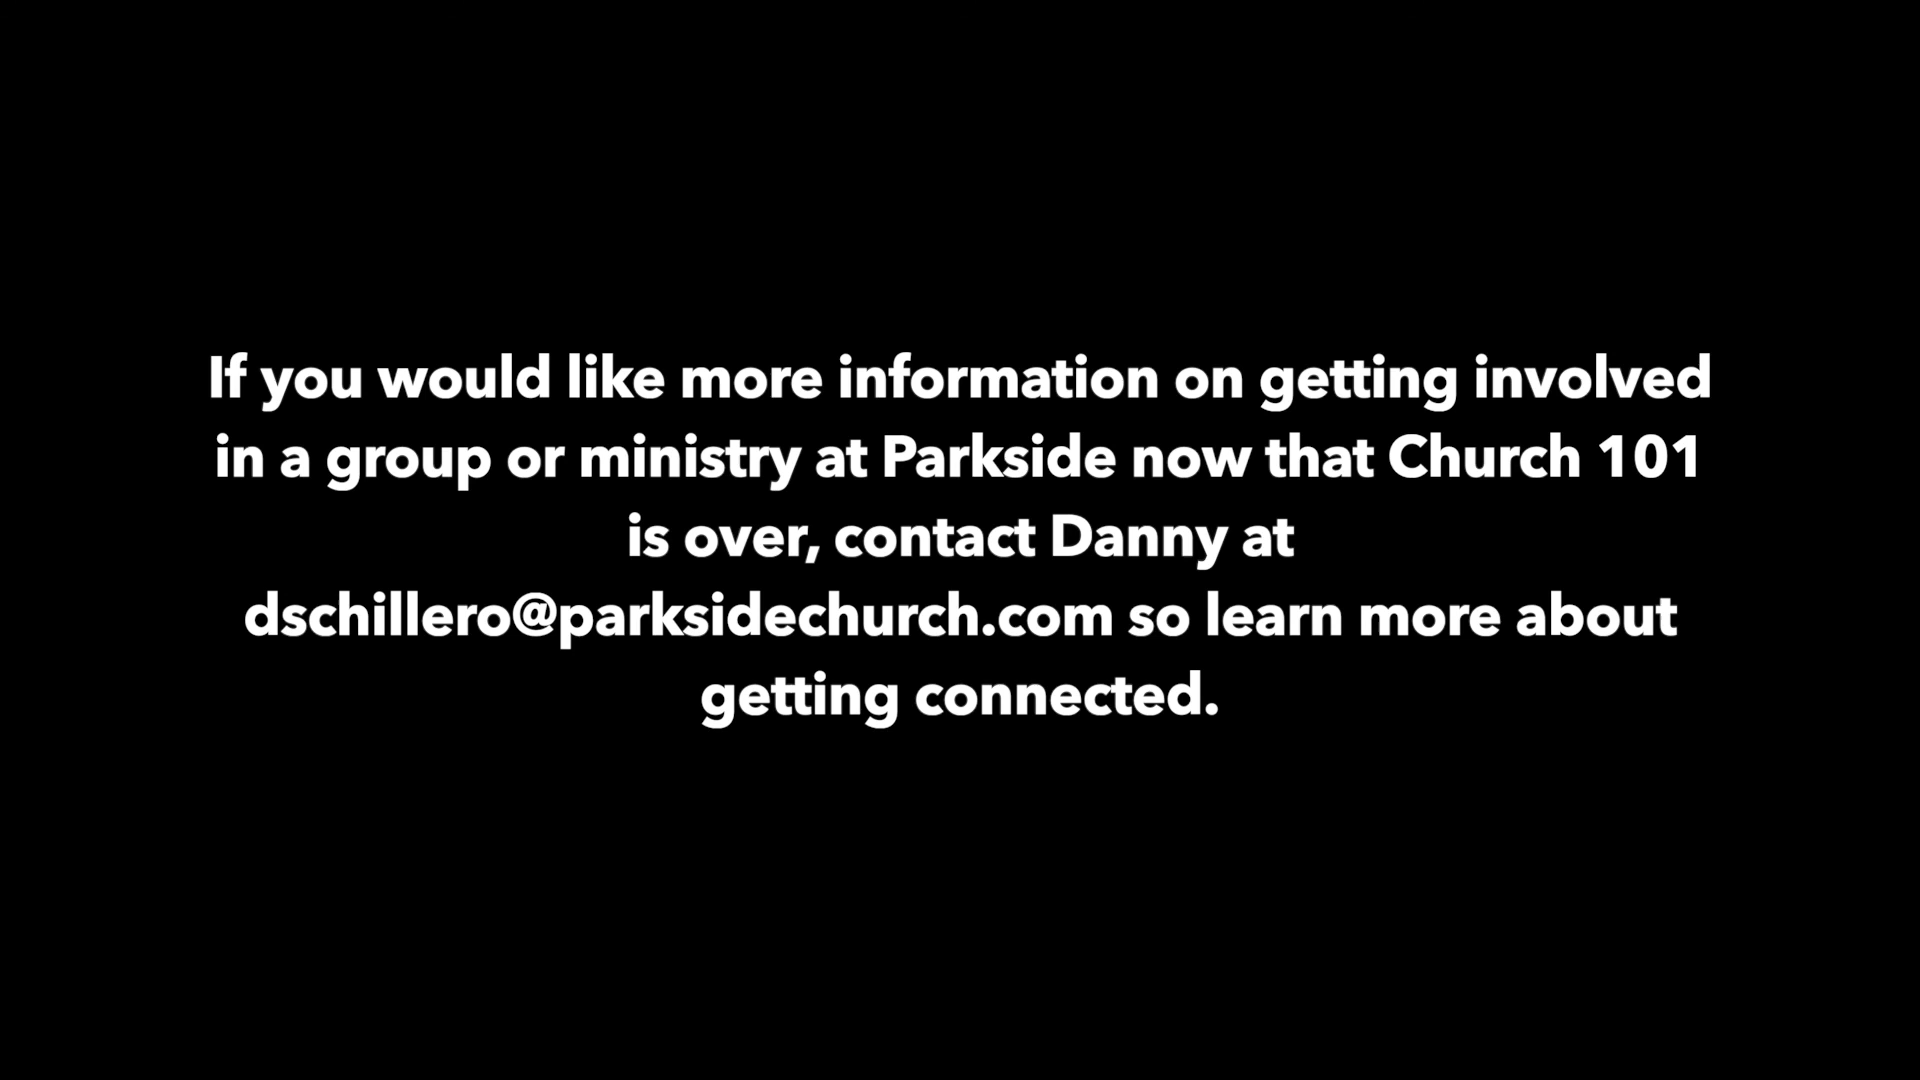 If you would like more information on getting involved
in a group or ministry at Parkside now that Church 101
is over, contact Danny at
dschillero@parksidechurch.com so learn more about
getting connected.